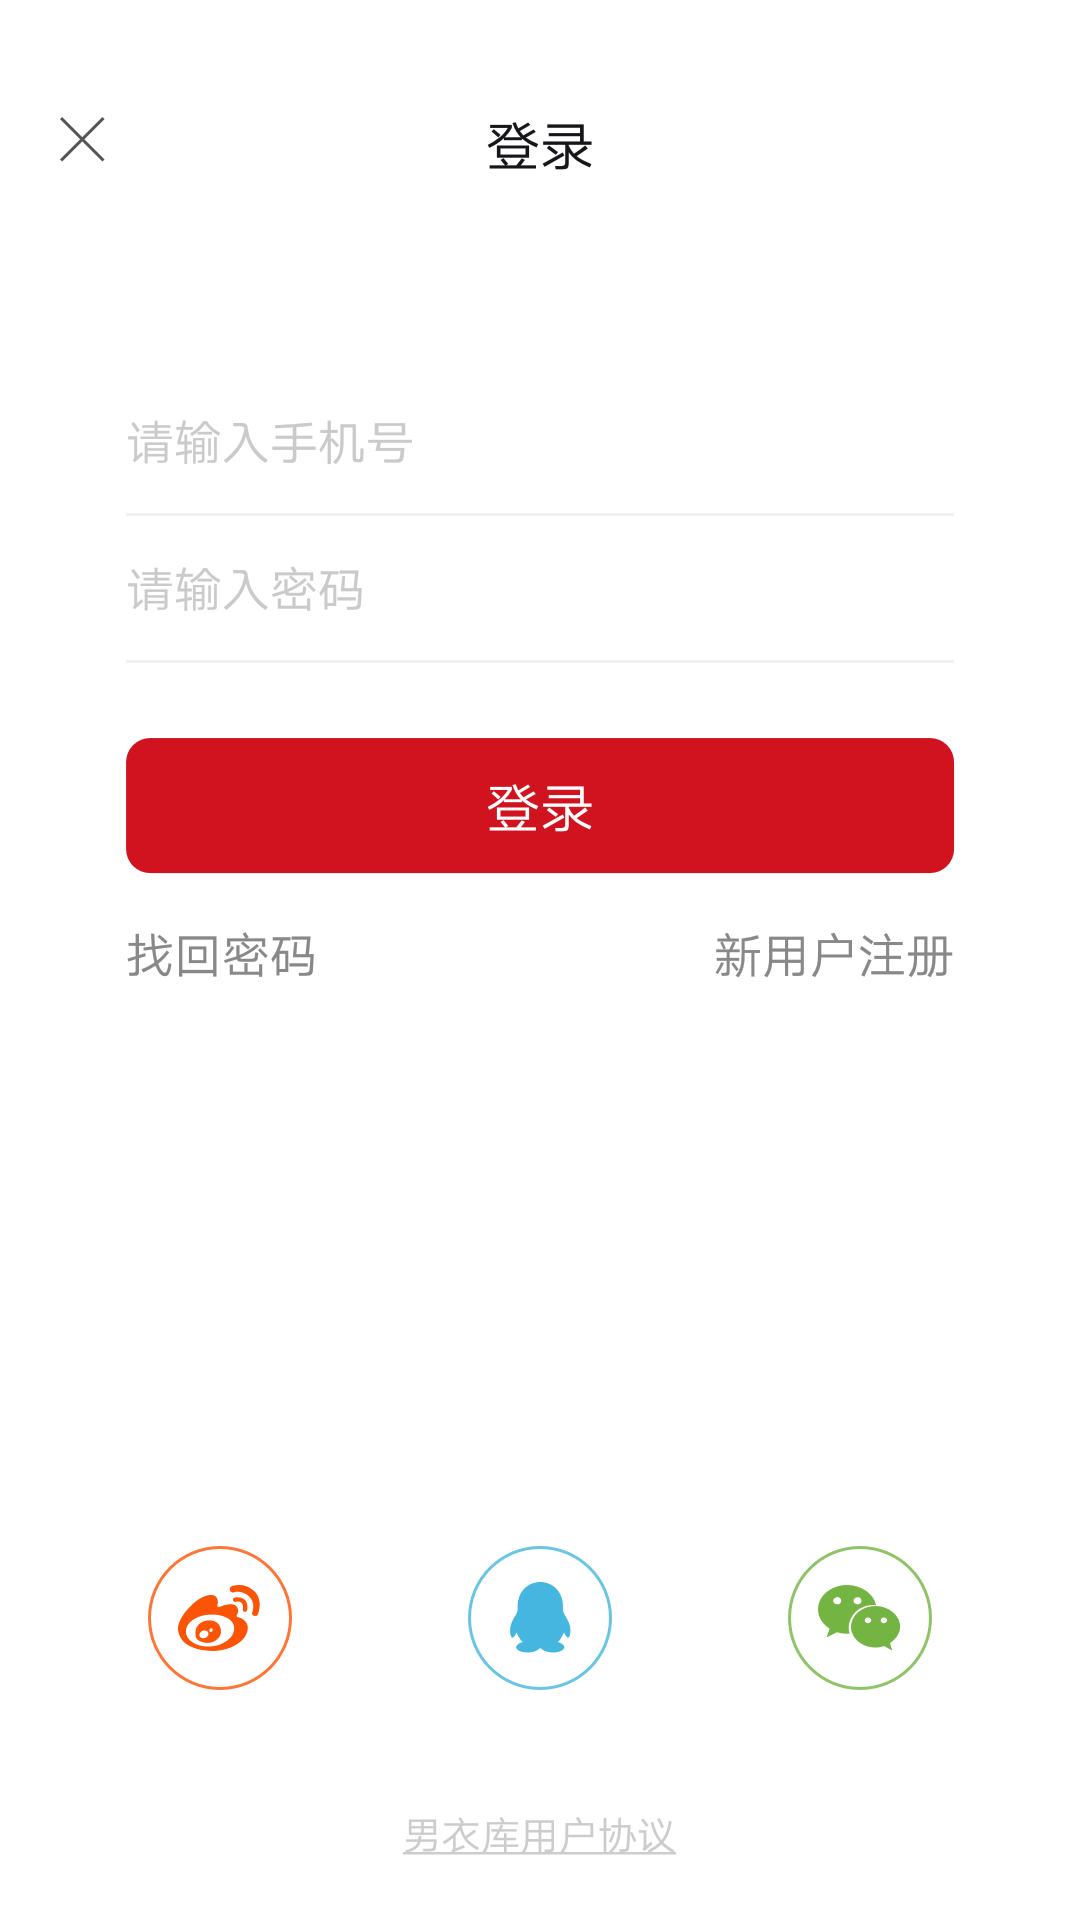 登录
请输入手机号
请输入密码
登录
找回密码 新用户注册
男衣库用户协议